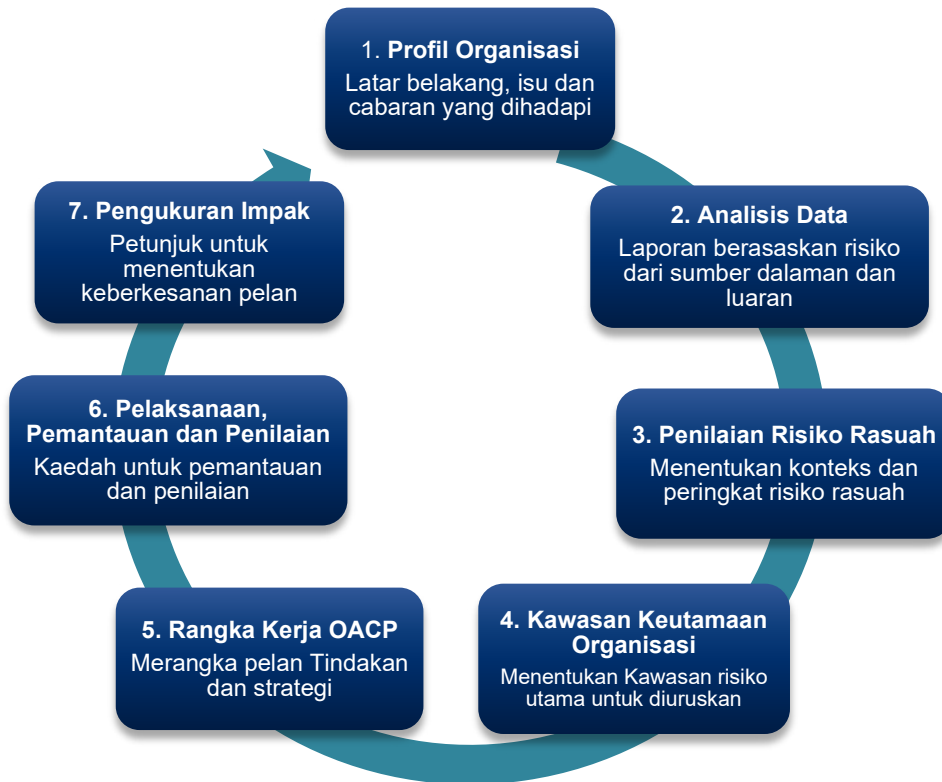 1. Profil Organisasi
Latar belakang, isu dan
cabaran yang dihadapi
2. Analisis Data
Laporan berasaskan risiko
dari sumber dalaman dan
luaran
3. Penilaian Risiko Rasuah
Menentukan konteks dan
peringkat risiko rasuah
4. Kawasan Keutamaan
Organisasi
Menentukan Kawasan risiko
utama untuk diuruskan
5. Rangka Kerja OACP
Merangka pelan Tindakan
dan strategi
6. Pelaksanaan,
Pemantauan dan Penilaian
Kaedah untuk pemantauan
dan penilaian
7. Pengukuran Impak
Petunjuk untuk
menentukan
keberkesanan pelan